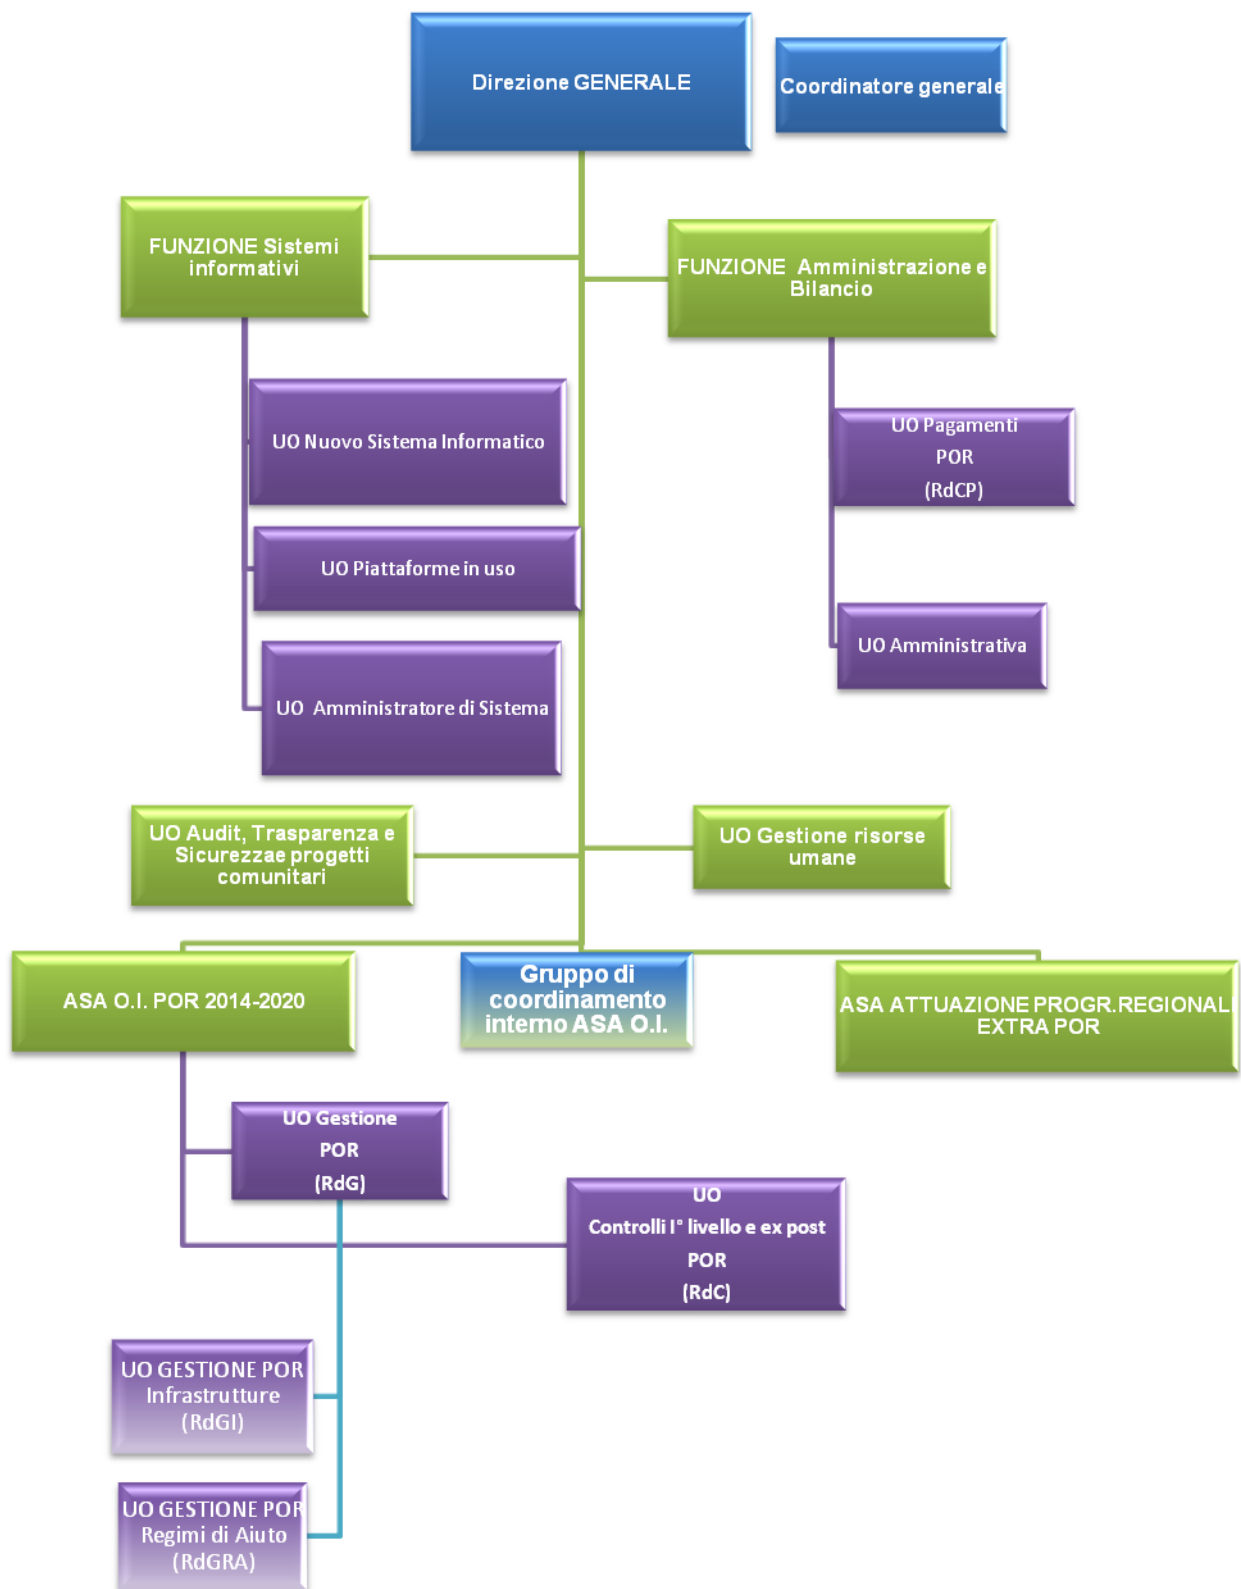 Direzione GENERALE
Coordinatore generale
FUNZIONE Sistemi
informativi
FUNZIONE  Amministrazione e
Bilancio
UO Nuovo Sistema Informatico
UO Pagamenti
POR
(RdCP)
UO Piattaforme in uso
UO Amministrativa
UO  Amministratore di Sistema
UO Audit, Trasparenza e
Sicurezzae progetti
comunitari
UO Gestione risorse
umane
ASA O.I. POR 2014-2020
Gruppo di
coordinamento
interno ASA O.I.
ASA ATTUAZIONE PROGR.REGIONALI
EXTRA POR
UO Gestione
POR
(RdG)
UO
Controlli I° livello e ex post
POR
(RdC)
UO GESTIONE POR
Infrastrutture
(RdGI)
UO GESTIONE POR
Regimi di Aiuto
(RdGRA)